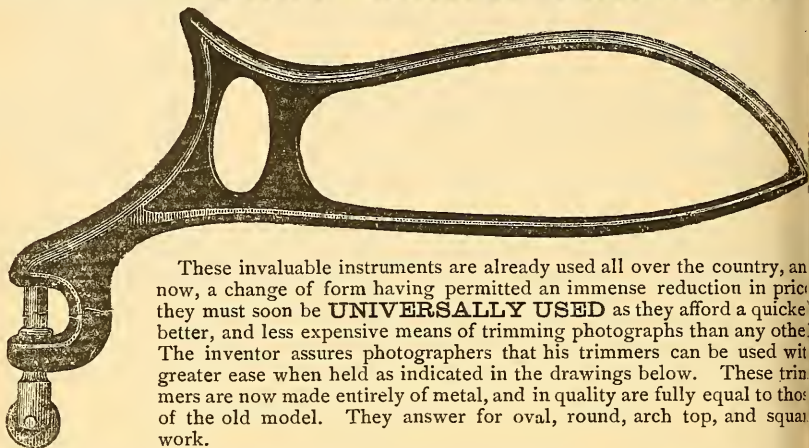 These invaluable instruments are already used all over the country, an
now, a change of form having permitted an immense reduction in pric
they must soon be UNIVERSALLY USED as they afford a quicke
better, and less expensive means of trimming photographs than any othe
The inventor assures photographers that his trimmers can be used wit
greater ease when held as indicated in the drawings below. These trim
mers are now made entirely of metal, and in quality are fully equal to thos
of the old model. They answer for oval, round, arch top, and squar
work.